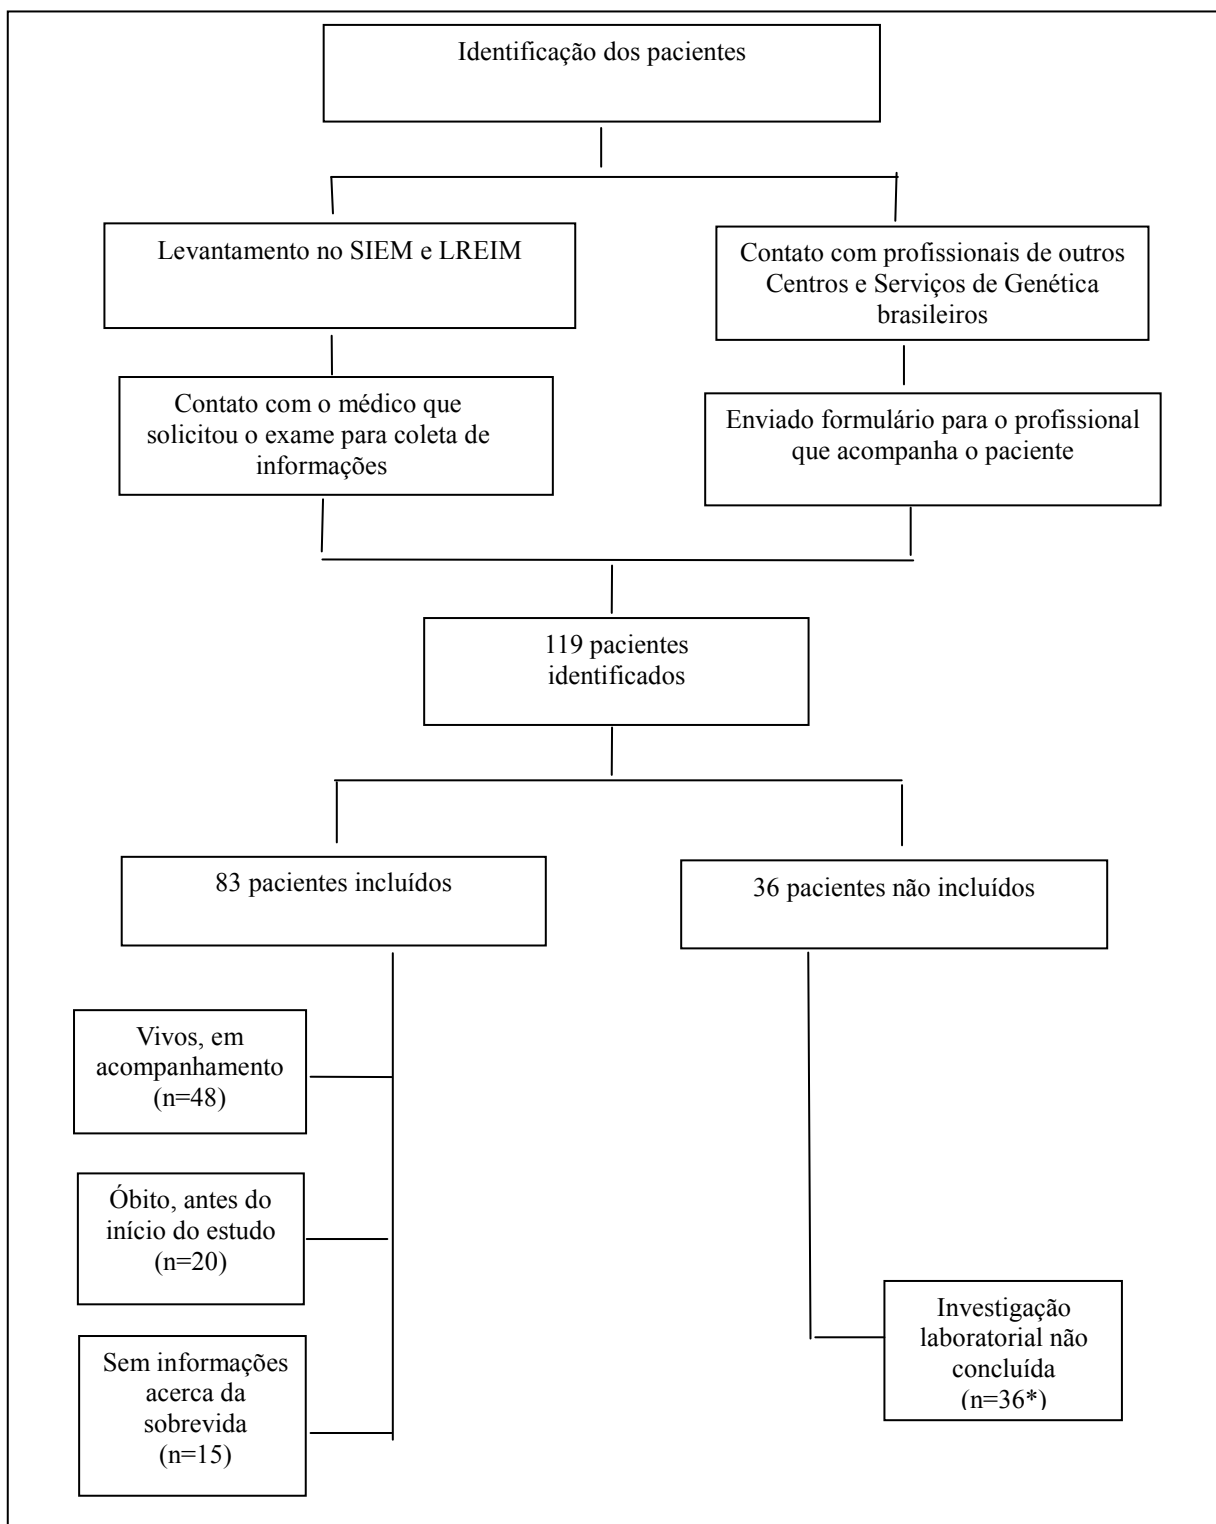 Identificação dos pacientes
Levantamento no SIEM e LREIM
Contato com profissionais de outros
Centros e Serviços de Genética
brasileiros
Contato com o médico que
solicitou o exame para coleta de
informações
Enviado formulário para o profissional
que acompanha o paciente
119 pacientes
identificados
83 pacientes incluídos
36 pacientes não incluídos
Vivos, em
acompanhamento
(n=48)
Óbito, antes do
início do estudo
(n=20)
Sem informações
acerca da
sobrevida
(n=15)
Investigação
laboratorial não
concluída
(n=36*)